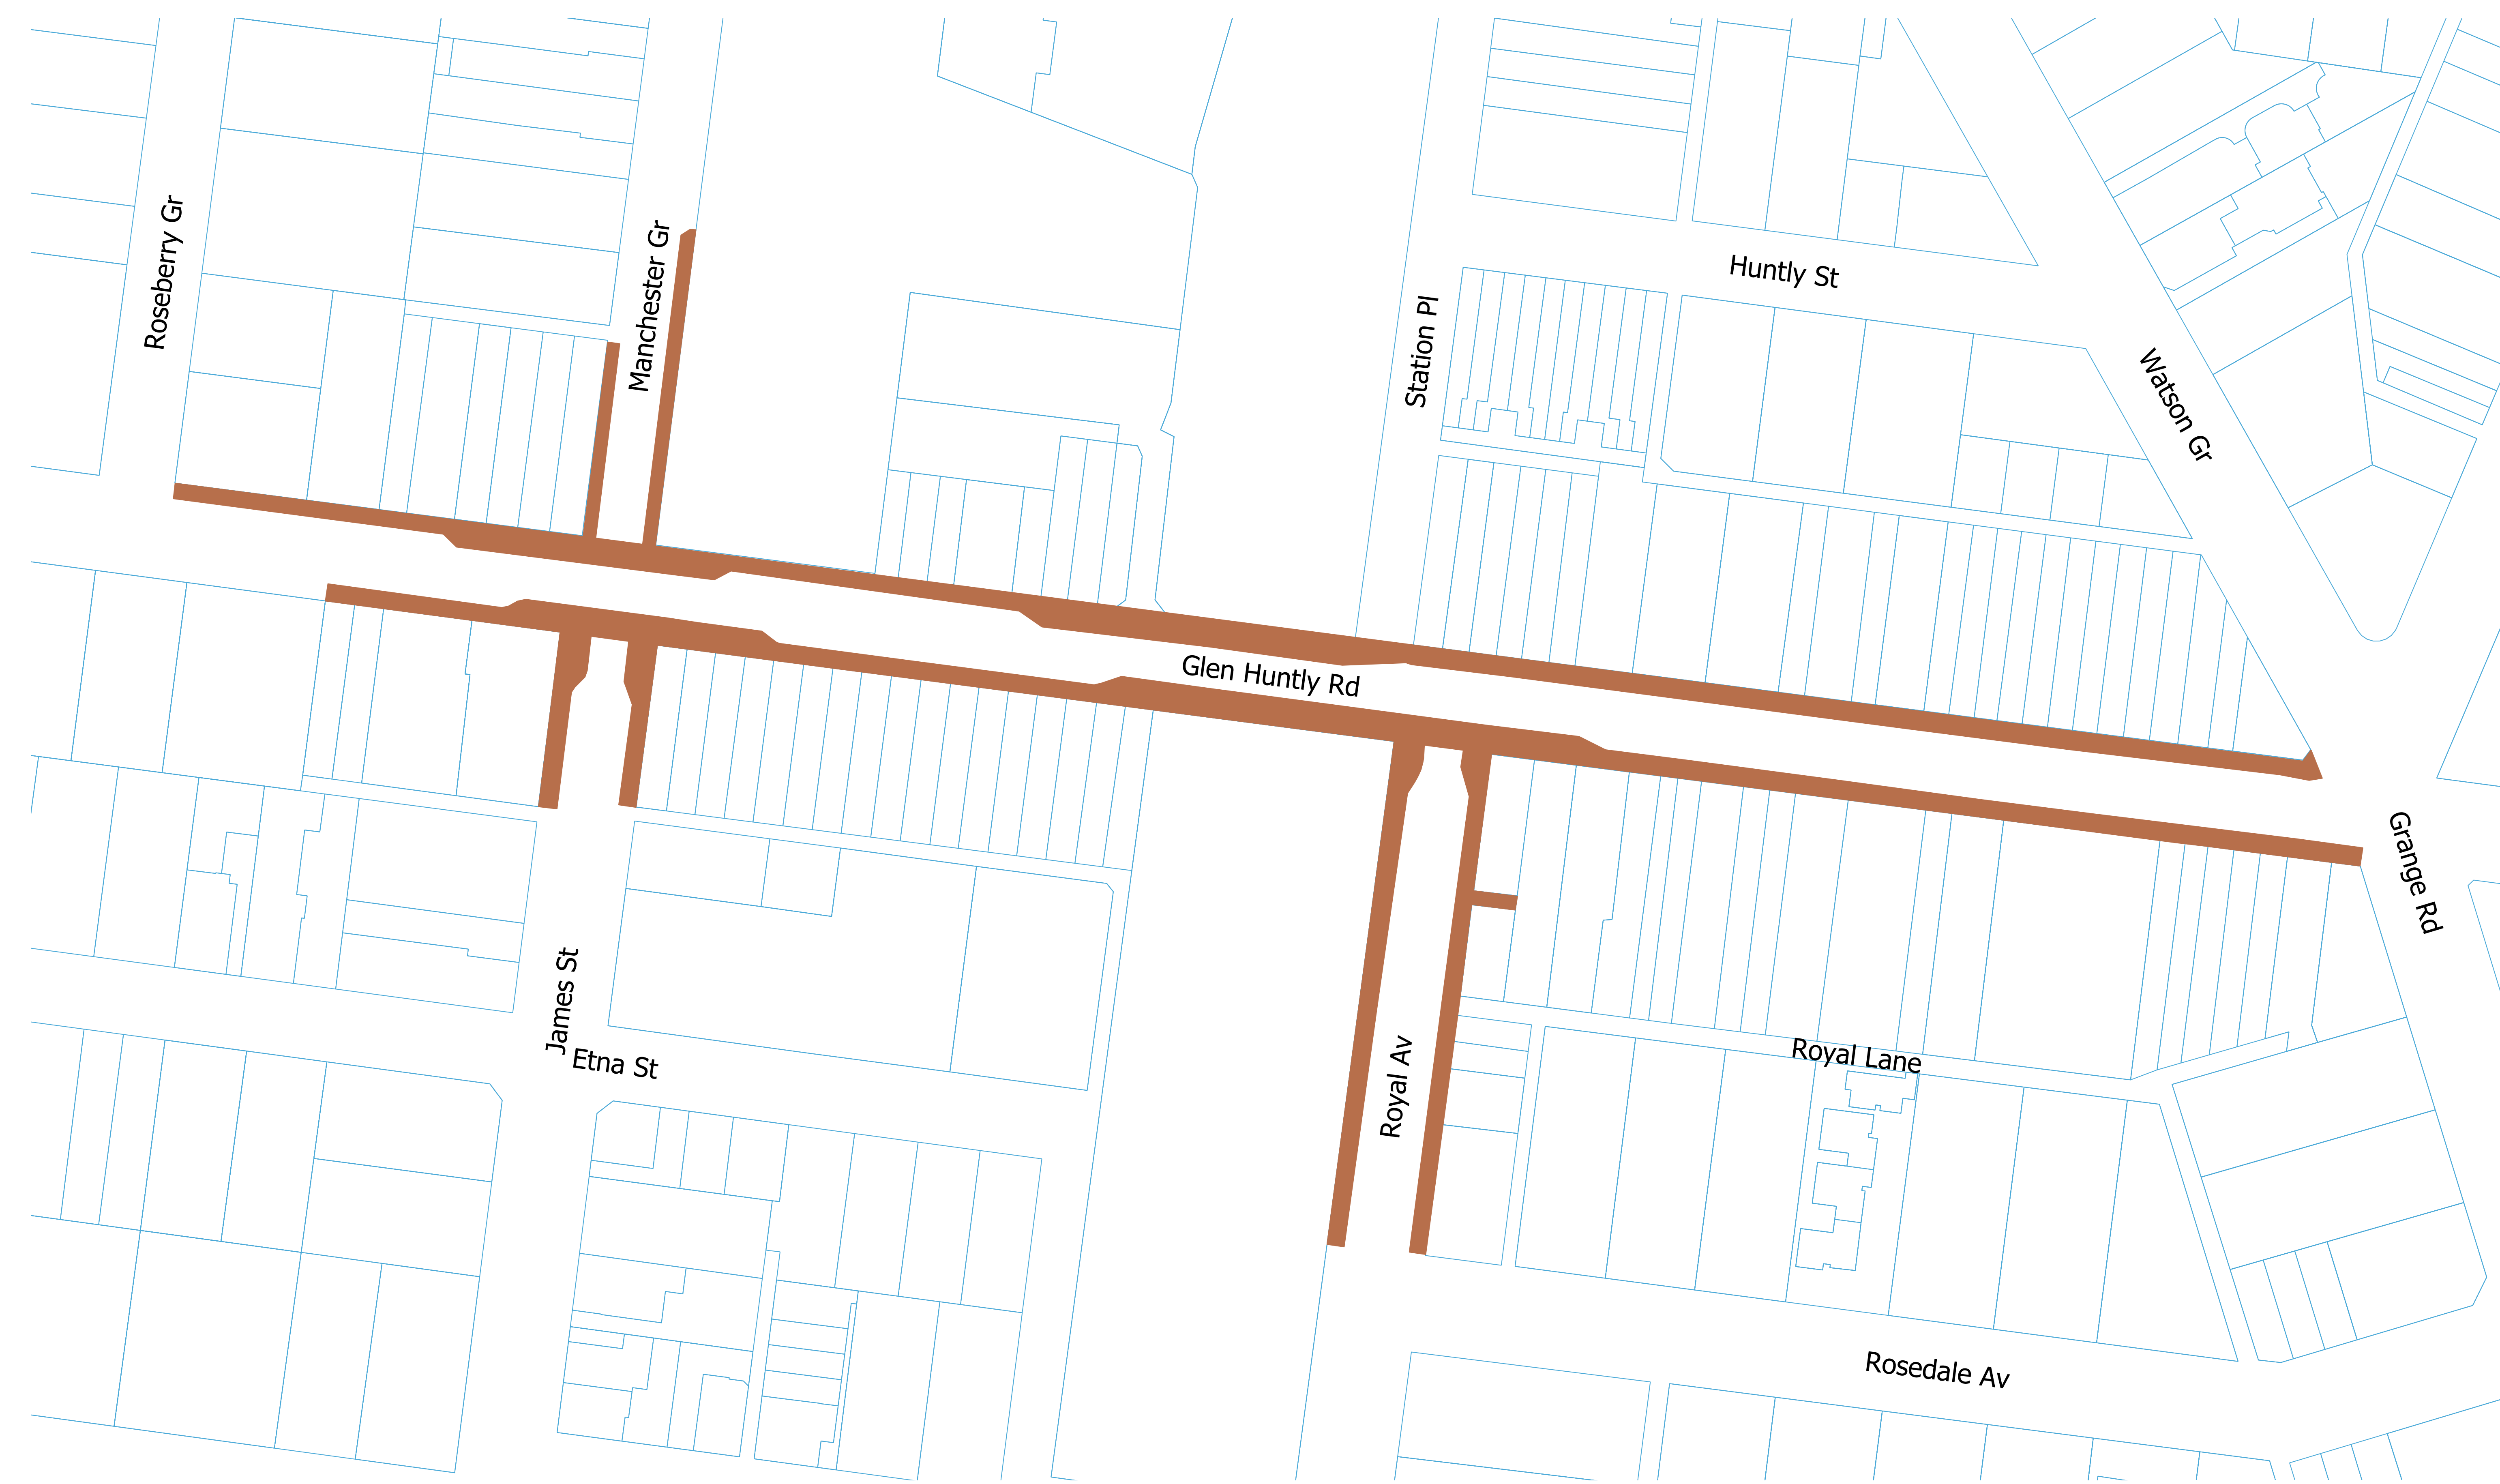 Roseberry Gr
Manchester Gr
Huntly St
Station Pl
Watson Gr
Glen Huntly Rd
Grange Rd
James St
Etna St
Royal Av
Royal Lane
Rosedale Av